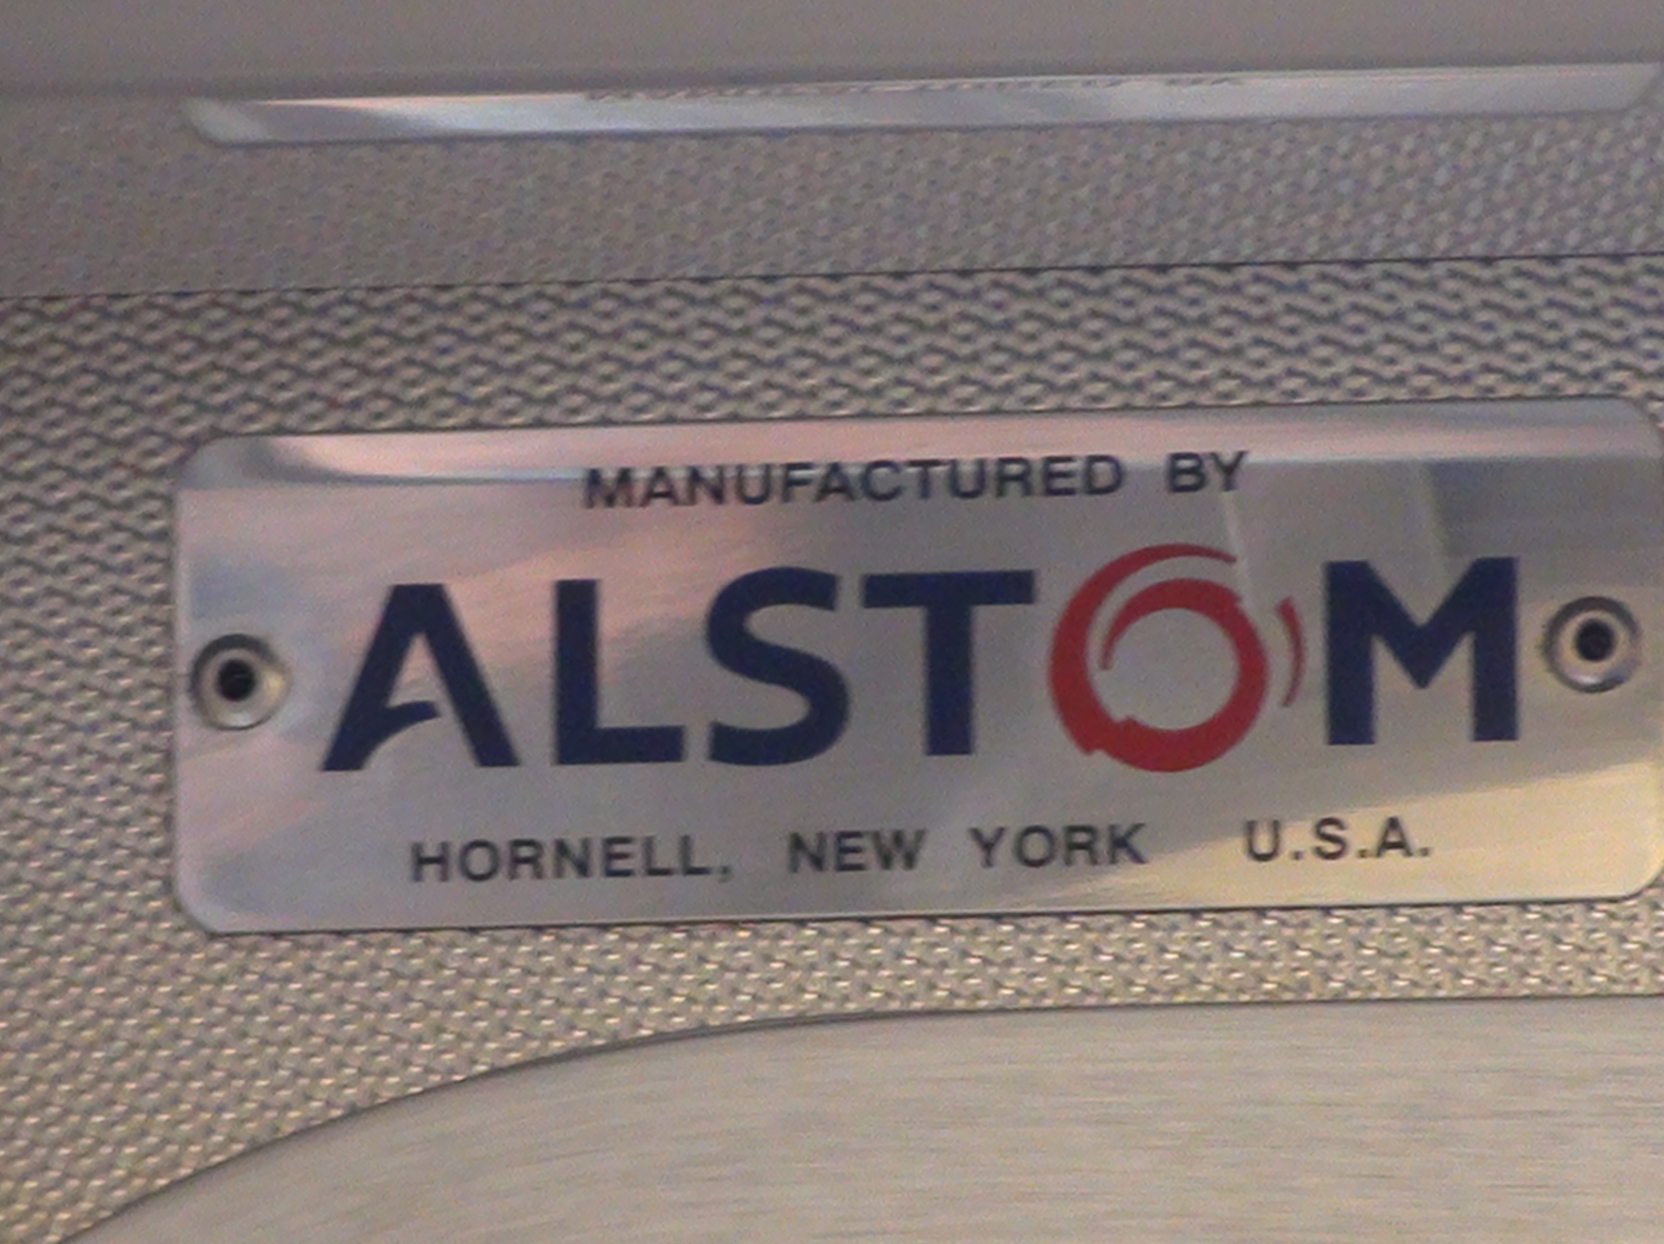 MANUFACTURED BY
ALSTOM
HORNELL, NEW YORK U.S.A.